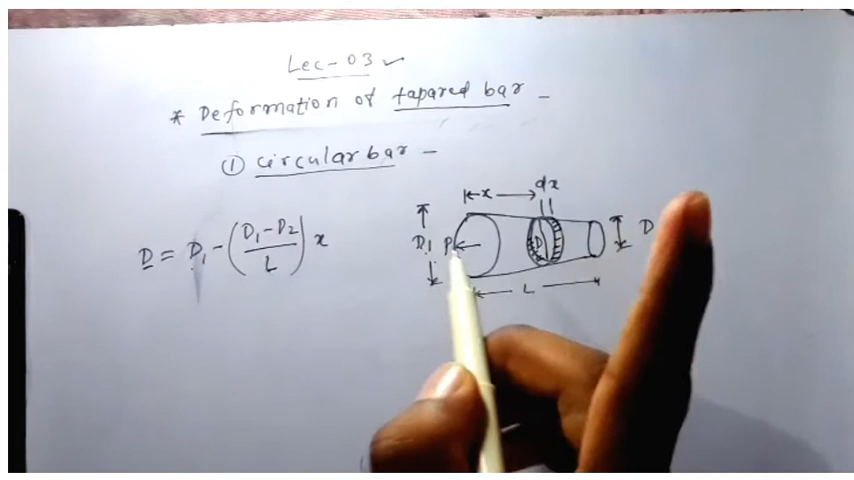 Lec-03 ✓
* Deformation of tapared bar -
① circular bar -
dx
x
D = D₁ - ((D₁ - D₂) / L) x
D₁ P D D
L